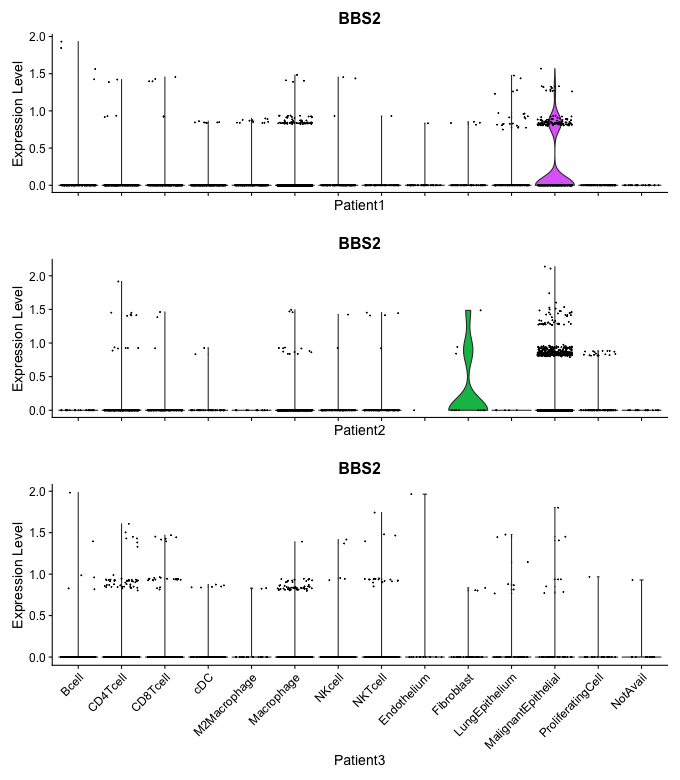 BBS2
Expression Level
2.0
1.5
1.0
0.5
0.0
Patient1
BBS2
Expression Level
2.0
1.5
1.0
0.5
0.0
Patient2
BBS2
Expression Level
2.0
1.5
1.0
0.5
0.0
Bcell
CD4Tcell
CD8Tcell
cDC
M2Macrophage
Macrophage
NKcell
NKTcell
Endothelium
Fibroblast
LungEpithelium
MalignantEpithelial
ProliferatingCell
NotAvail
Patient3